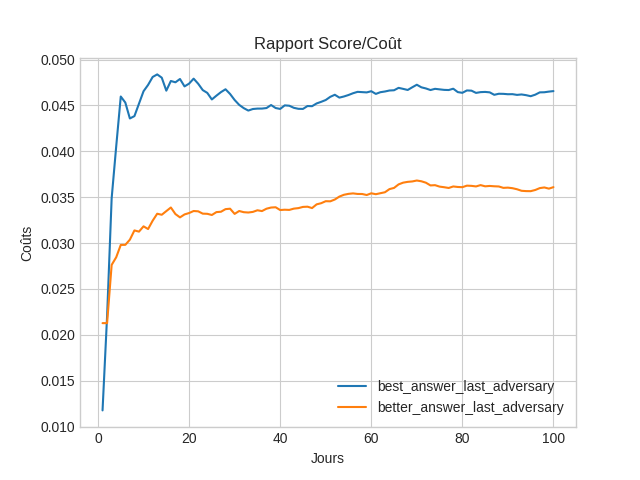 Rapport Score/Coût
0.050
0.045
0.040
0.035
0.030
0.025
0.020
0.015
0.010
Coûts
0 20 40 60 80 100
Jours
best_answer_last_adversary
better_answer_last_adversary